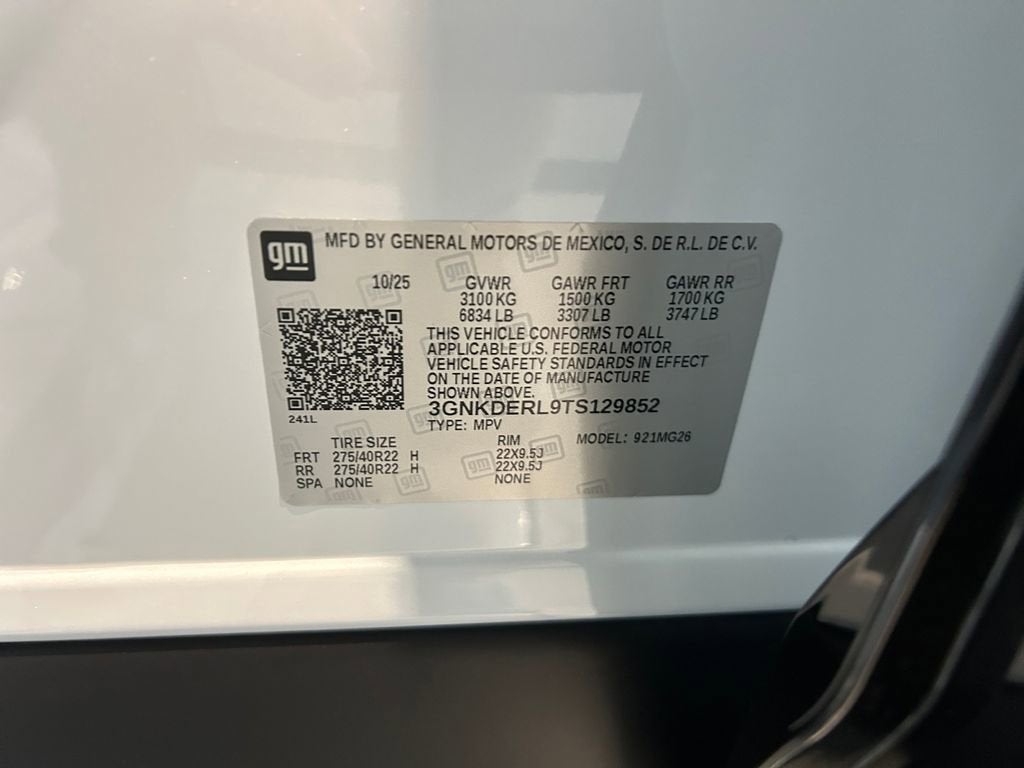 gm MFD BY GENERAL MOTORS DE MEXICO, S. DE R.L. DE C.V.
10/25 GVWR GAWR FRT GAWR RR
3100 KG 1500 KG 1700 KG
6834 LB 3307 LB 3747 LB
THIS VEHICLE CONFORMS TO ALL
APPLICABLE U.S. FEDERAL MOTOR
VEHICLE SAFETY STANDARDS IN EFFECT
ON THE DATE OF MANUFACTURE
SHOWN ABOVE.
3GNKDERL9TS129852
241L
TYPE: MPV
TIRE SIZE RIM MODEL: 921MG26
FRT 275/40R22 H 22X9.5J
RR 275/40R22 H 22X9.5J
SPA NONE NONE